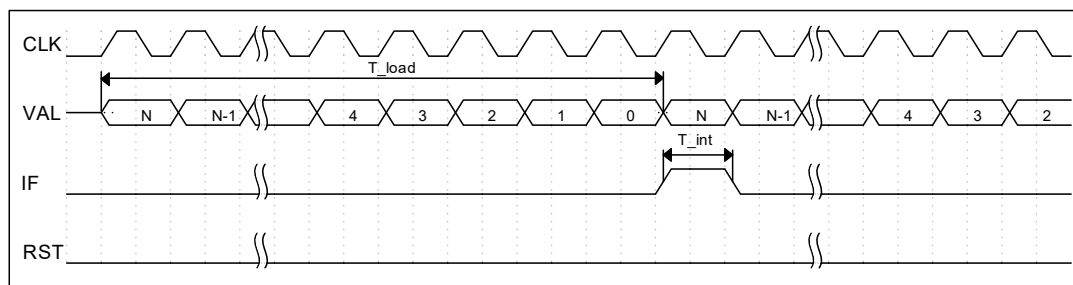 CLK
T_load
VAL N N-1 4 3 2 1 0 N N-1 4 3 2
T_int
IF
RST